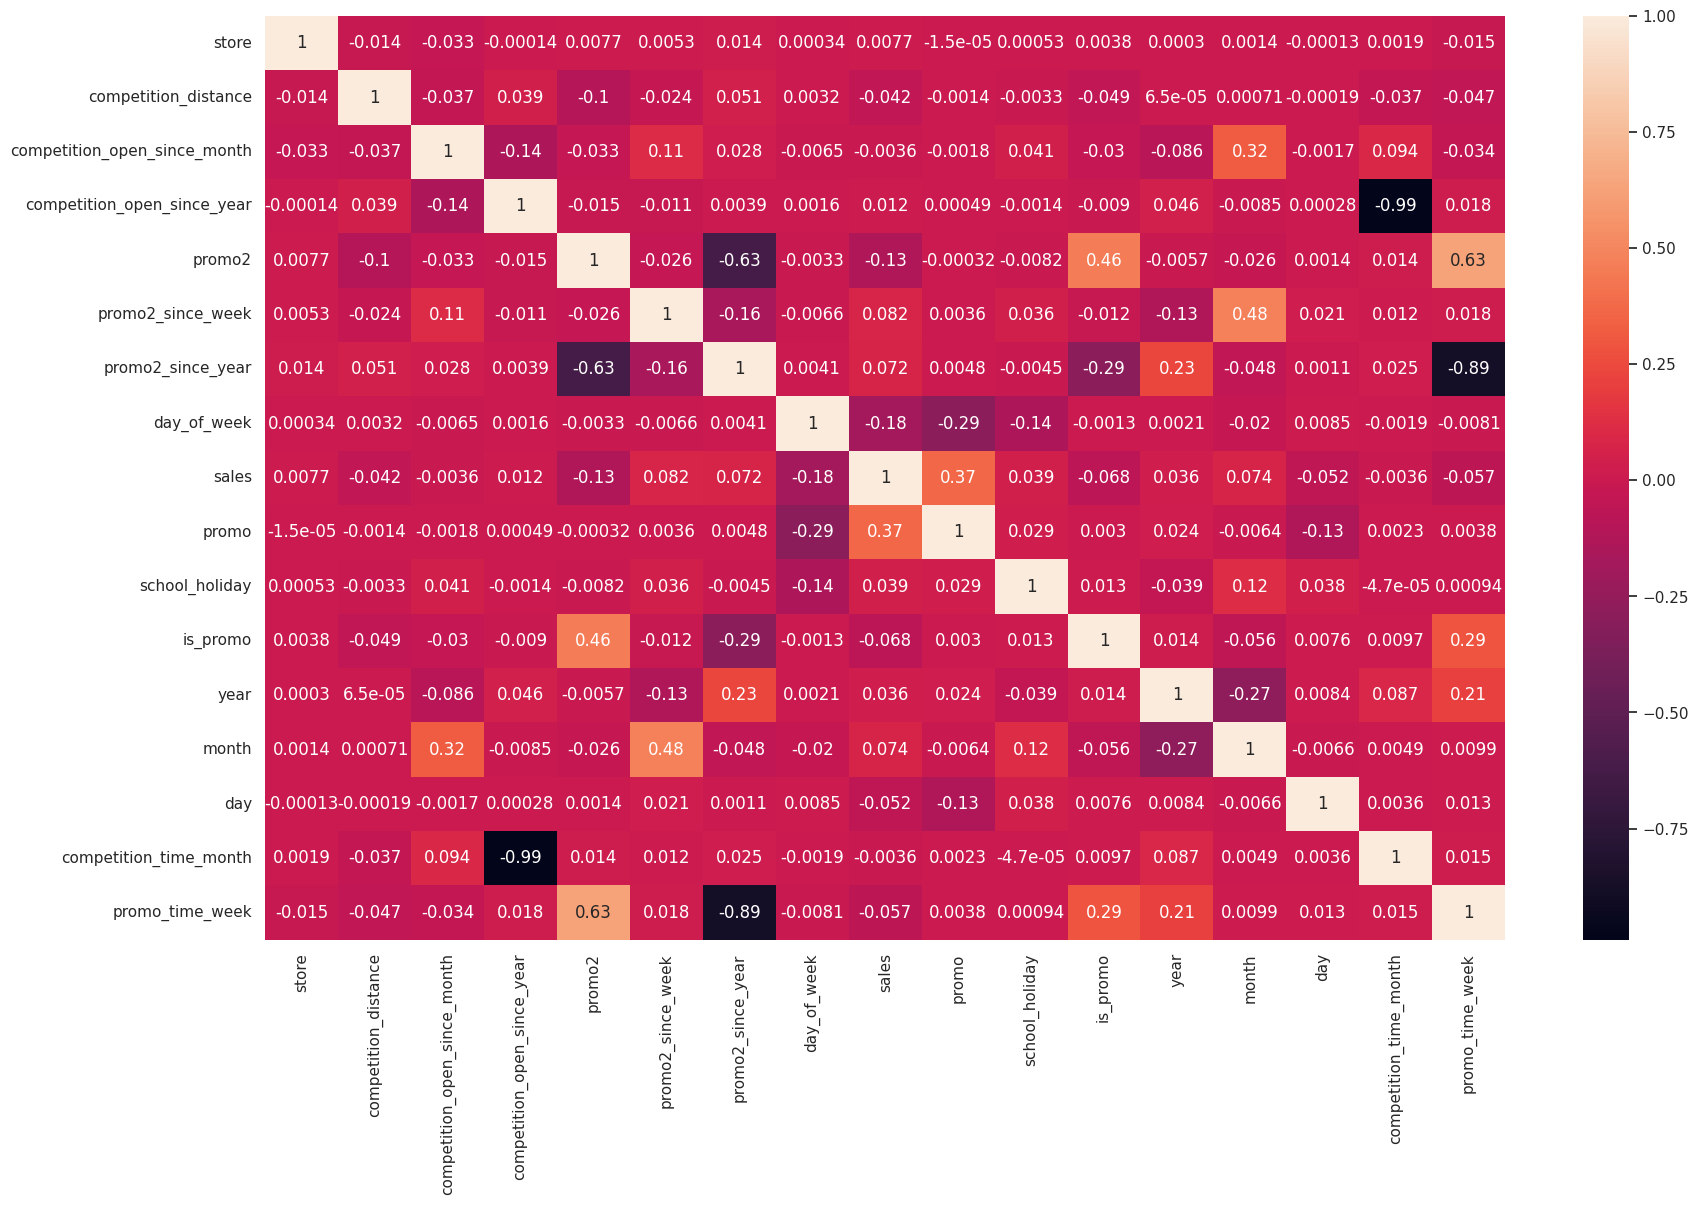 store 1 -0.014 -0.033 -0.00014 0.0077 0.0053 0.014 0.00034 0.0077 -1.5e-05 0.00053 0.0038 0.0003 0.0014 -0.00013 0.0019 -0.015
competition_distance -0.014 1 -0.037 0.039 -0.1 -0.024 0.051 0.0032 -0.042 -0.0014 -0.0033 -0.049 6.5e-05 0.00071 -0.00019 -0.037 -0.047
competition_open_since_month -0.033 -0.037 1 -0.14 -0.033 0.11 0.028 -0.0065 -0.0036 -0.0018 0.041 -0.03 -0.086 0.32 -0.0017 0.094 -0.034
competition_open_since_year -0.00014 0.039 -0.14 1 -0.015 -0.011 0.0039 0.0016 0.012 0.00049 -0.0014 -0.009 0.046 -0.0085 0.00028 -0.99 0.018
promo2 0.0077 -0.1 -0.033 -0.015 1 -0.026 -0.63 -0.0033 -0.13 -0.00032 -0.0082 0.46 -0.0057 -0.026 0.0014 0.014 0.63
promo2_since_week 0.0053 -0.024 0.11 -0.011 -0.026 1 -0.16 -0.0066 0.082 0.0036 0.036 -0.012 -0.13 0.48 0.021 0.012 0.018
promo2_since_year 0.014 0.051 0.028 0.0039 -0.63 -0.16 1 0.0041 0.072 0.0048 -0.0045 -0.29 0.23 -0.048 0.0011 0.025 -0.89
day_of_week 0.00034 0.0032 -0.0065 0.0016 -0.0033 -0.0066 0.0041 1 -0.18 -0.29 -0.14 -0.0013 0.0021 -0.02 0.0085 -0.0019 -0.0081
sales 0.0077 -0.042 -0.0036 0.012 -0.13 0.082 0.072 -0.18 1 0.37 0.039 -0.068 0.036 0.074 -0.052 -0.0036 -0.057
promo -1.5e-05 -0.0014 -0.0018 0.00049 -0.00032 0.0036 0.0048 -0.29 0.37 1 0.029 0.003 0.024 -0.0064 -0.13 0.0023 0.0038
school_holiday 0.00053 -0.0033 0.041 -0.0014 -0.0082 0.036 -0.0045 -0.14 0.039 0.029 1 0.013 -0.039 0.12 0.038 -4.7e-05 0.00094
is_promo 0.0038 -0.049 -0.03 -0.009 0.46 -0.012 -0.29 -0.0013 -0.068 0.003 0.013 1 0.014 -0.056 0.0076 0.0097 0.29
year 0.0003 6.5e-05 -0.086 0.046 -0.0057 -0.13 0.23 0.0021 0.036 0.024 -0.039 0.014 1 -0.27 0.0084 0.087 0.21
month 0.0014 0.00071 0.32 -0.0085 -0.026 0.48 -0.048 -0.02 0.074 -0.0064 0.12 -0.056 -0.27 1 -0.0066 0.0049 0.0099
day -0.00013 -0.00019 -0.0017 0.00028 0.0014 0.021 0.0011 0.0085 -0.052 -0.13 0.038 0.0076 0.0084 -0.0066 1 0.0036 0.013
competition_time_month 0.0019 -0.037 0.094 -0.99 0.014 0.012 0.025 -0.0019 -0.0036 0.0023 -4.7e-05 0.0097 0.087 0.0049 0.0036 1 0.015
promo_time_week -0.015 -0.047 -0.034 0.018 0.63 0.018 -0.89 -0.0081 -0.057 0.0038 0.00094 0.29 0.21 0.0099 0.013 0.015 1
store
competition_distance
competition_open_since_month
competition_open_since_year
promo2
promo2_since_week
promo2_since_year
day_of_week
sales
promo
school_holiday
is_promo
year
month
day
competition_time_month
promo_time_week
1.00
0.75
0.50
0.25
0.00
−0.25
−0.50
−0.75